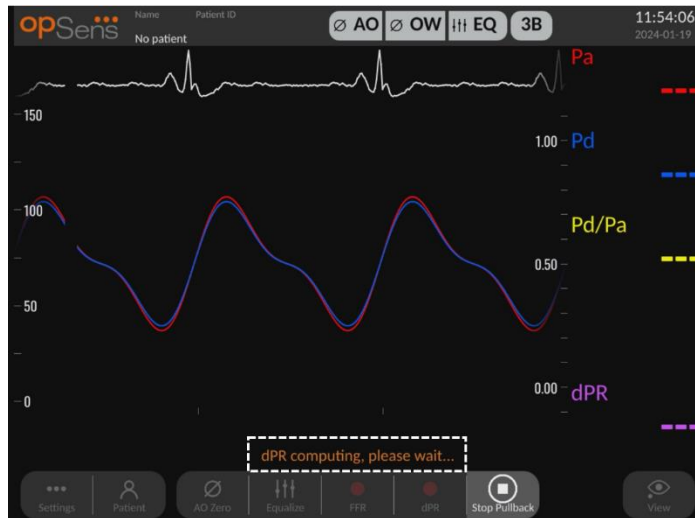 opSens
Name Patient ID
No patient
Ø AO Ø OW EQ 3B
11:54:06
2024-01-19
Pa
150
1.00
Pd
100
Pd/Pa
0.50
50
0.00
dPR
0
dPR computing, please wait...
Settings Patient AO Zero Equalize FFR dPR Stop Pullback View